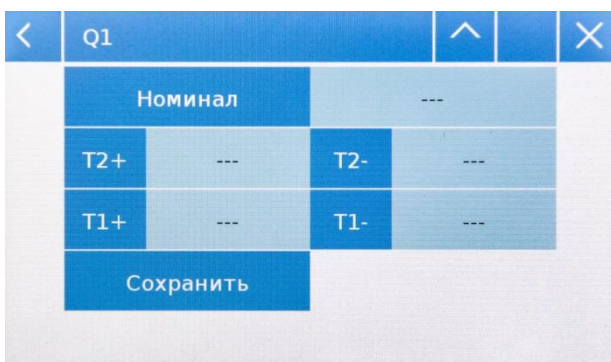 Q1
Номинал ---
T2+ --- T2- ---
T1+ --- T1- ---
Сохранить